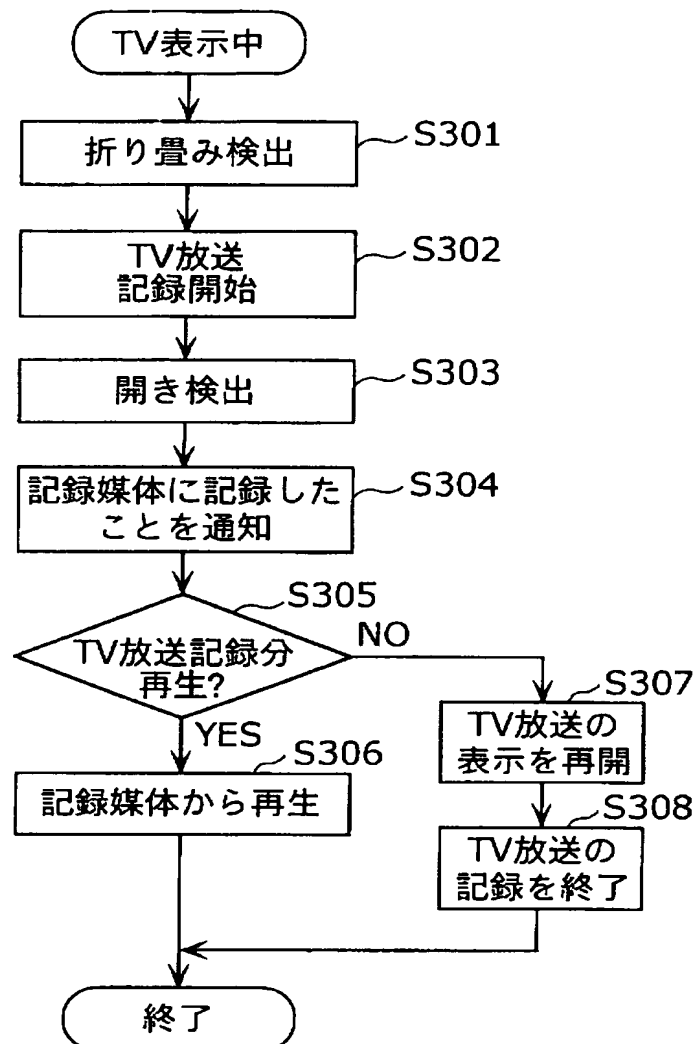 TV表示中
折り畳み検出
S301
TV放送
記録開始
S302
開き検出
S303
記録媒体に記録した
ことを通知
S304
TV放送記録分
再生?
S305
NO
YES
記録媒体から再生
S306
TV放送の
表示を再開
S307
TV放送の
記録を終了
S308
終了